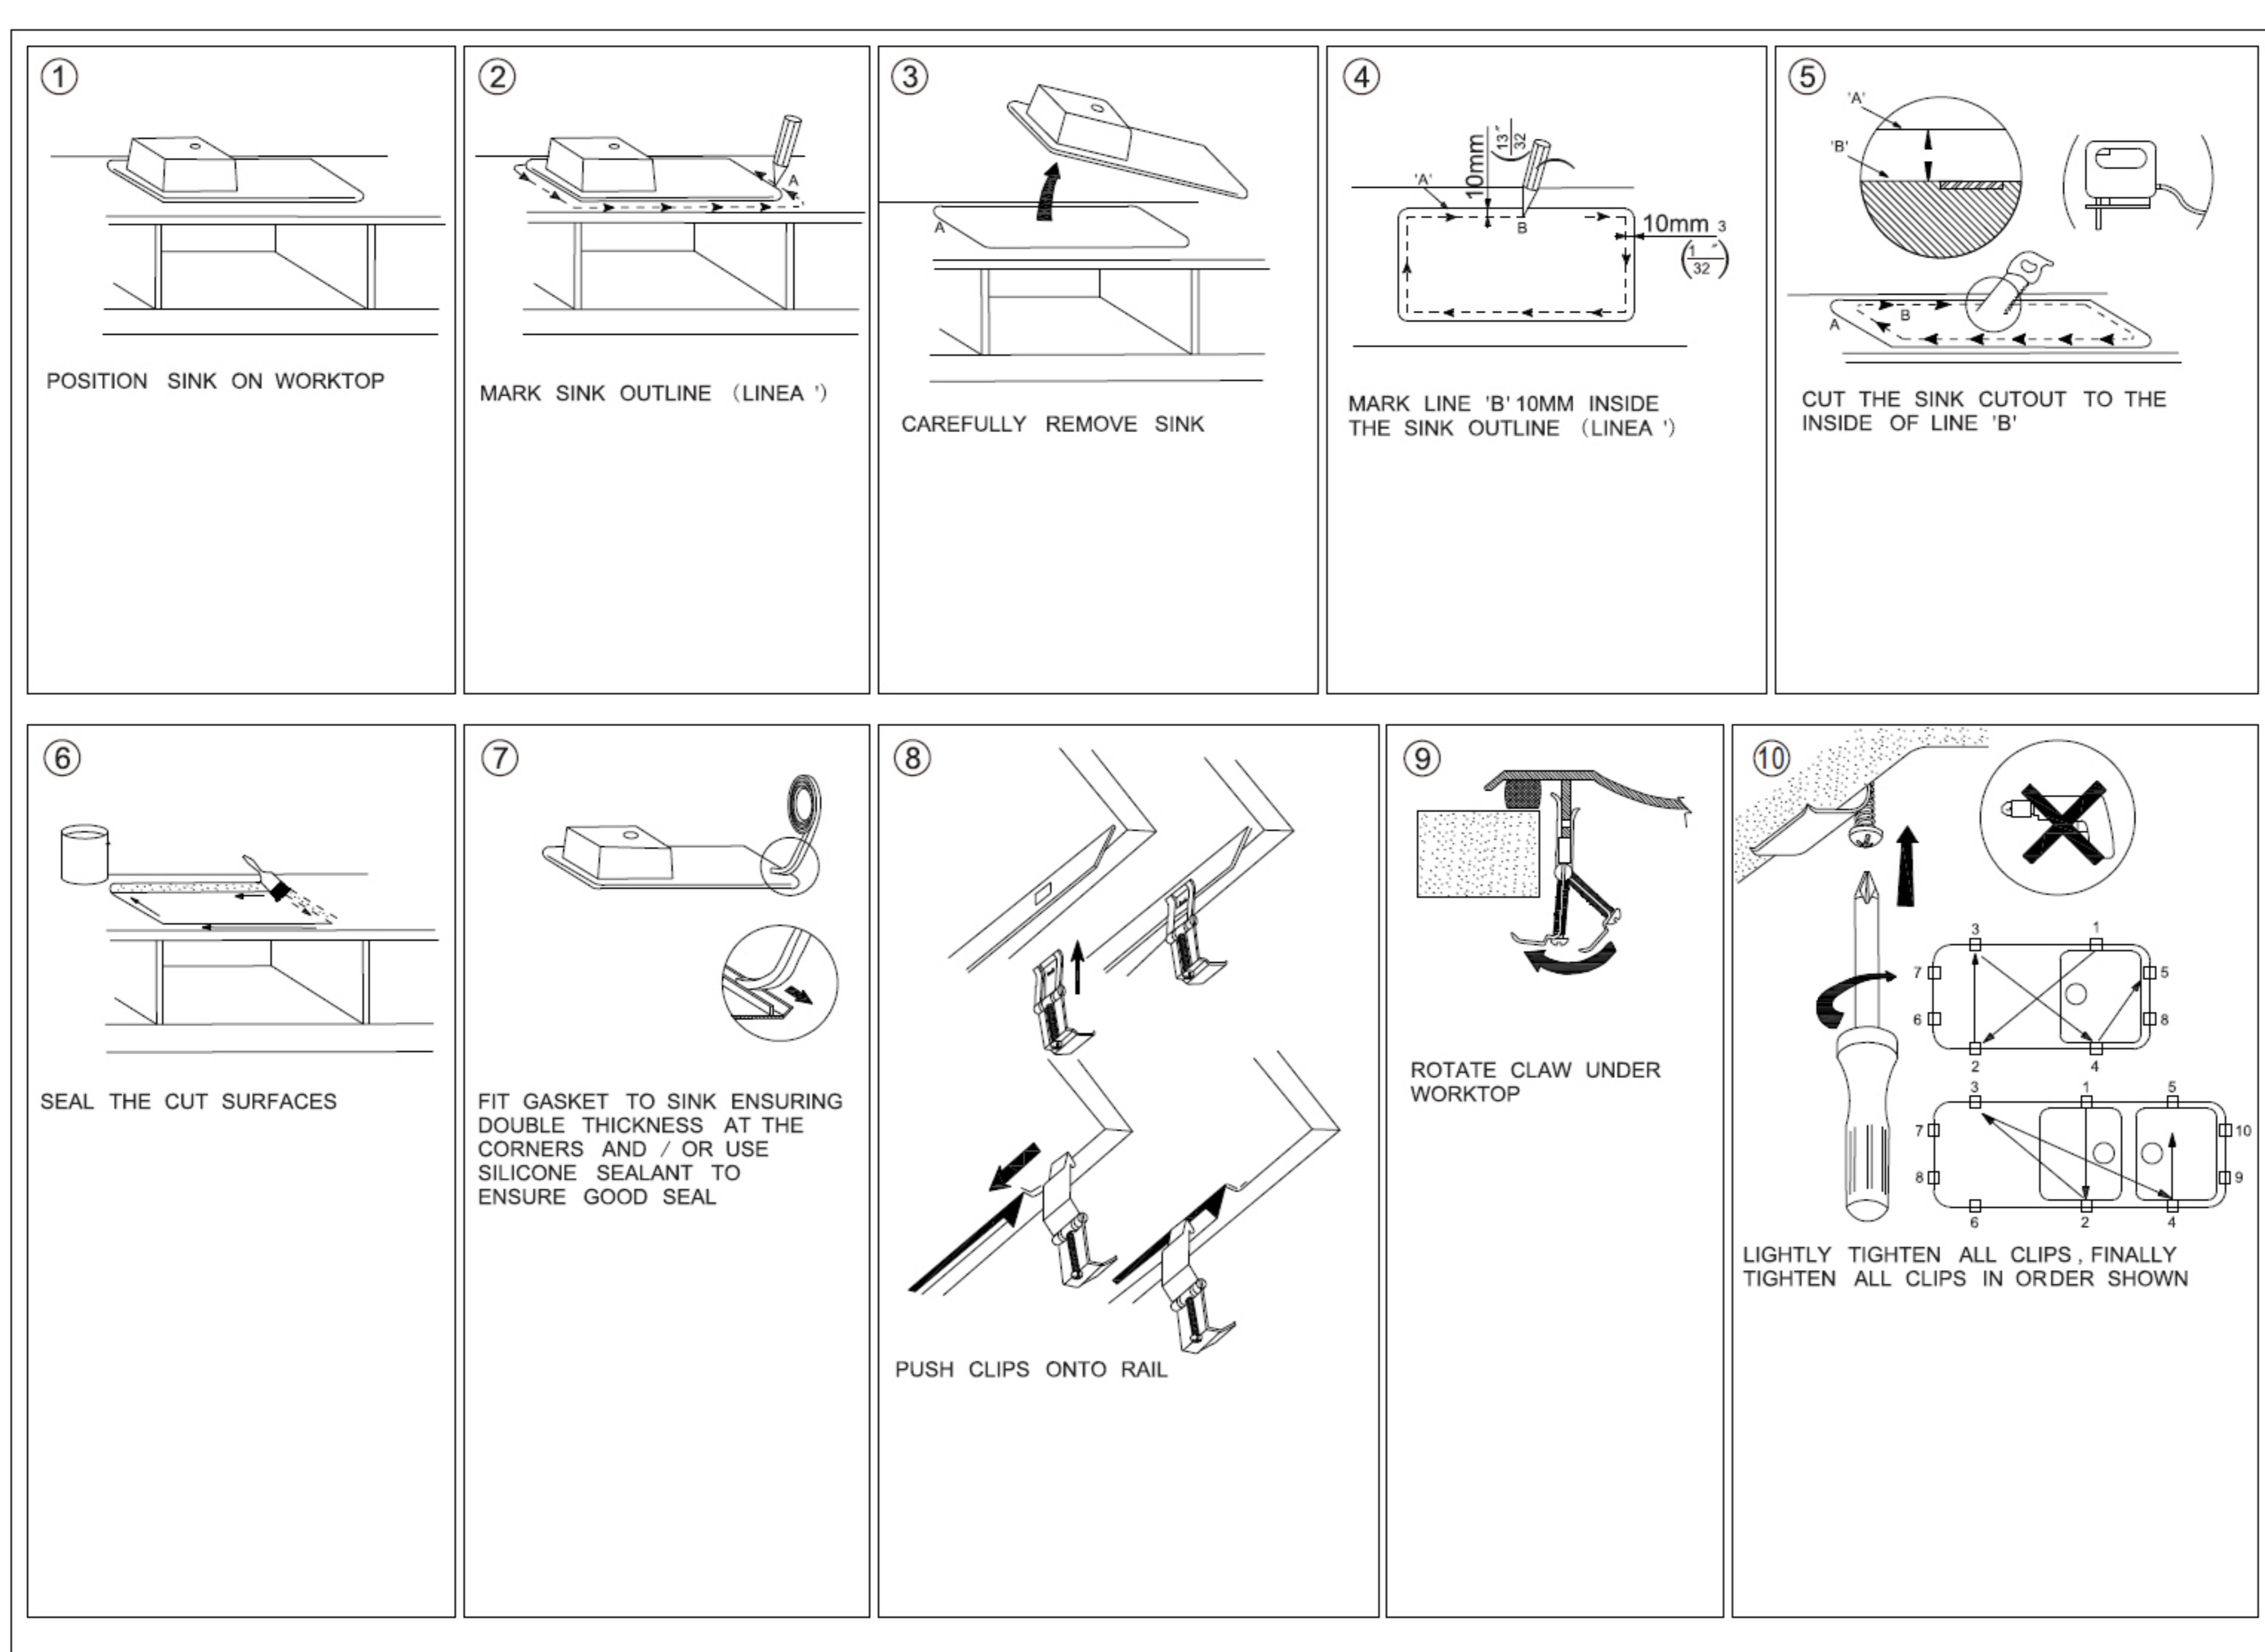 ①
POSITION SINK ON WORKTOP
②
A
MARK SINK OUTLINE (LINEA ')
③
A
CAREFULLY REMOVE SINK
④
'A'
10mm
(13"/32)
B
10mm
(1 3"/32)
MARK LINE 'B' 10MM INSIDE
THE SINK OUTLINE (LINEA ')
⑤
'A'
'B'
A
B
CUT THE SINK CUTOUT TO THE
INSIDE OF LINE 'B'
⑥
SEAL THE CUT SURFACES
⑦
FIT GASKET TO SINK ENSURING
DOUBLE THICKNESS AT THE
CORNERS AND / OR USE
SILICONE SEALANT TO
ENSURE GOOD SEAL
⑧
PUSH CLIPS ONTO RAIL
⑨
ROTATE CLAW UNDER
WORKTOP
⑩
3 1
7 5
6 8
2 4
3 1 5
7 10
8 9
6 2 4
LIGHTLY TIGHTEN ALL CLIPS, FINALLY
TIGHTEN ALL CLIPS IN ORDER SHOWN